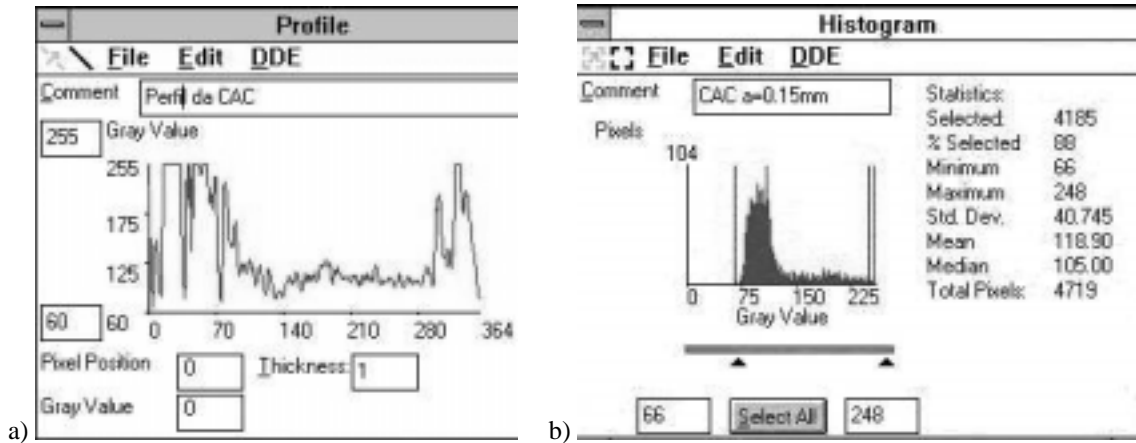 Profile
File Edit DDE
Comment Perfil da CAC
255 Gray Value
255
175
125
60 60
0 70 140 210 280 364
Pixel Position 0 Thickness: 1
Gray Value 0
a)
Histogram
File Edit DDE
Comment CAC a=0.15mm
Pixels
104
0 75 150 225
Gray Value
Statistics:
Selected: 4185
% Selected 88
Minimum 66
Maximum 248
Std. Dev. 40.745
Mean 118.90
Median 105.00
Total Pixels: 4719
66 Select All 248
b)